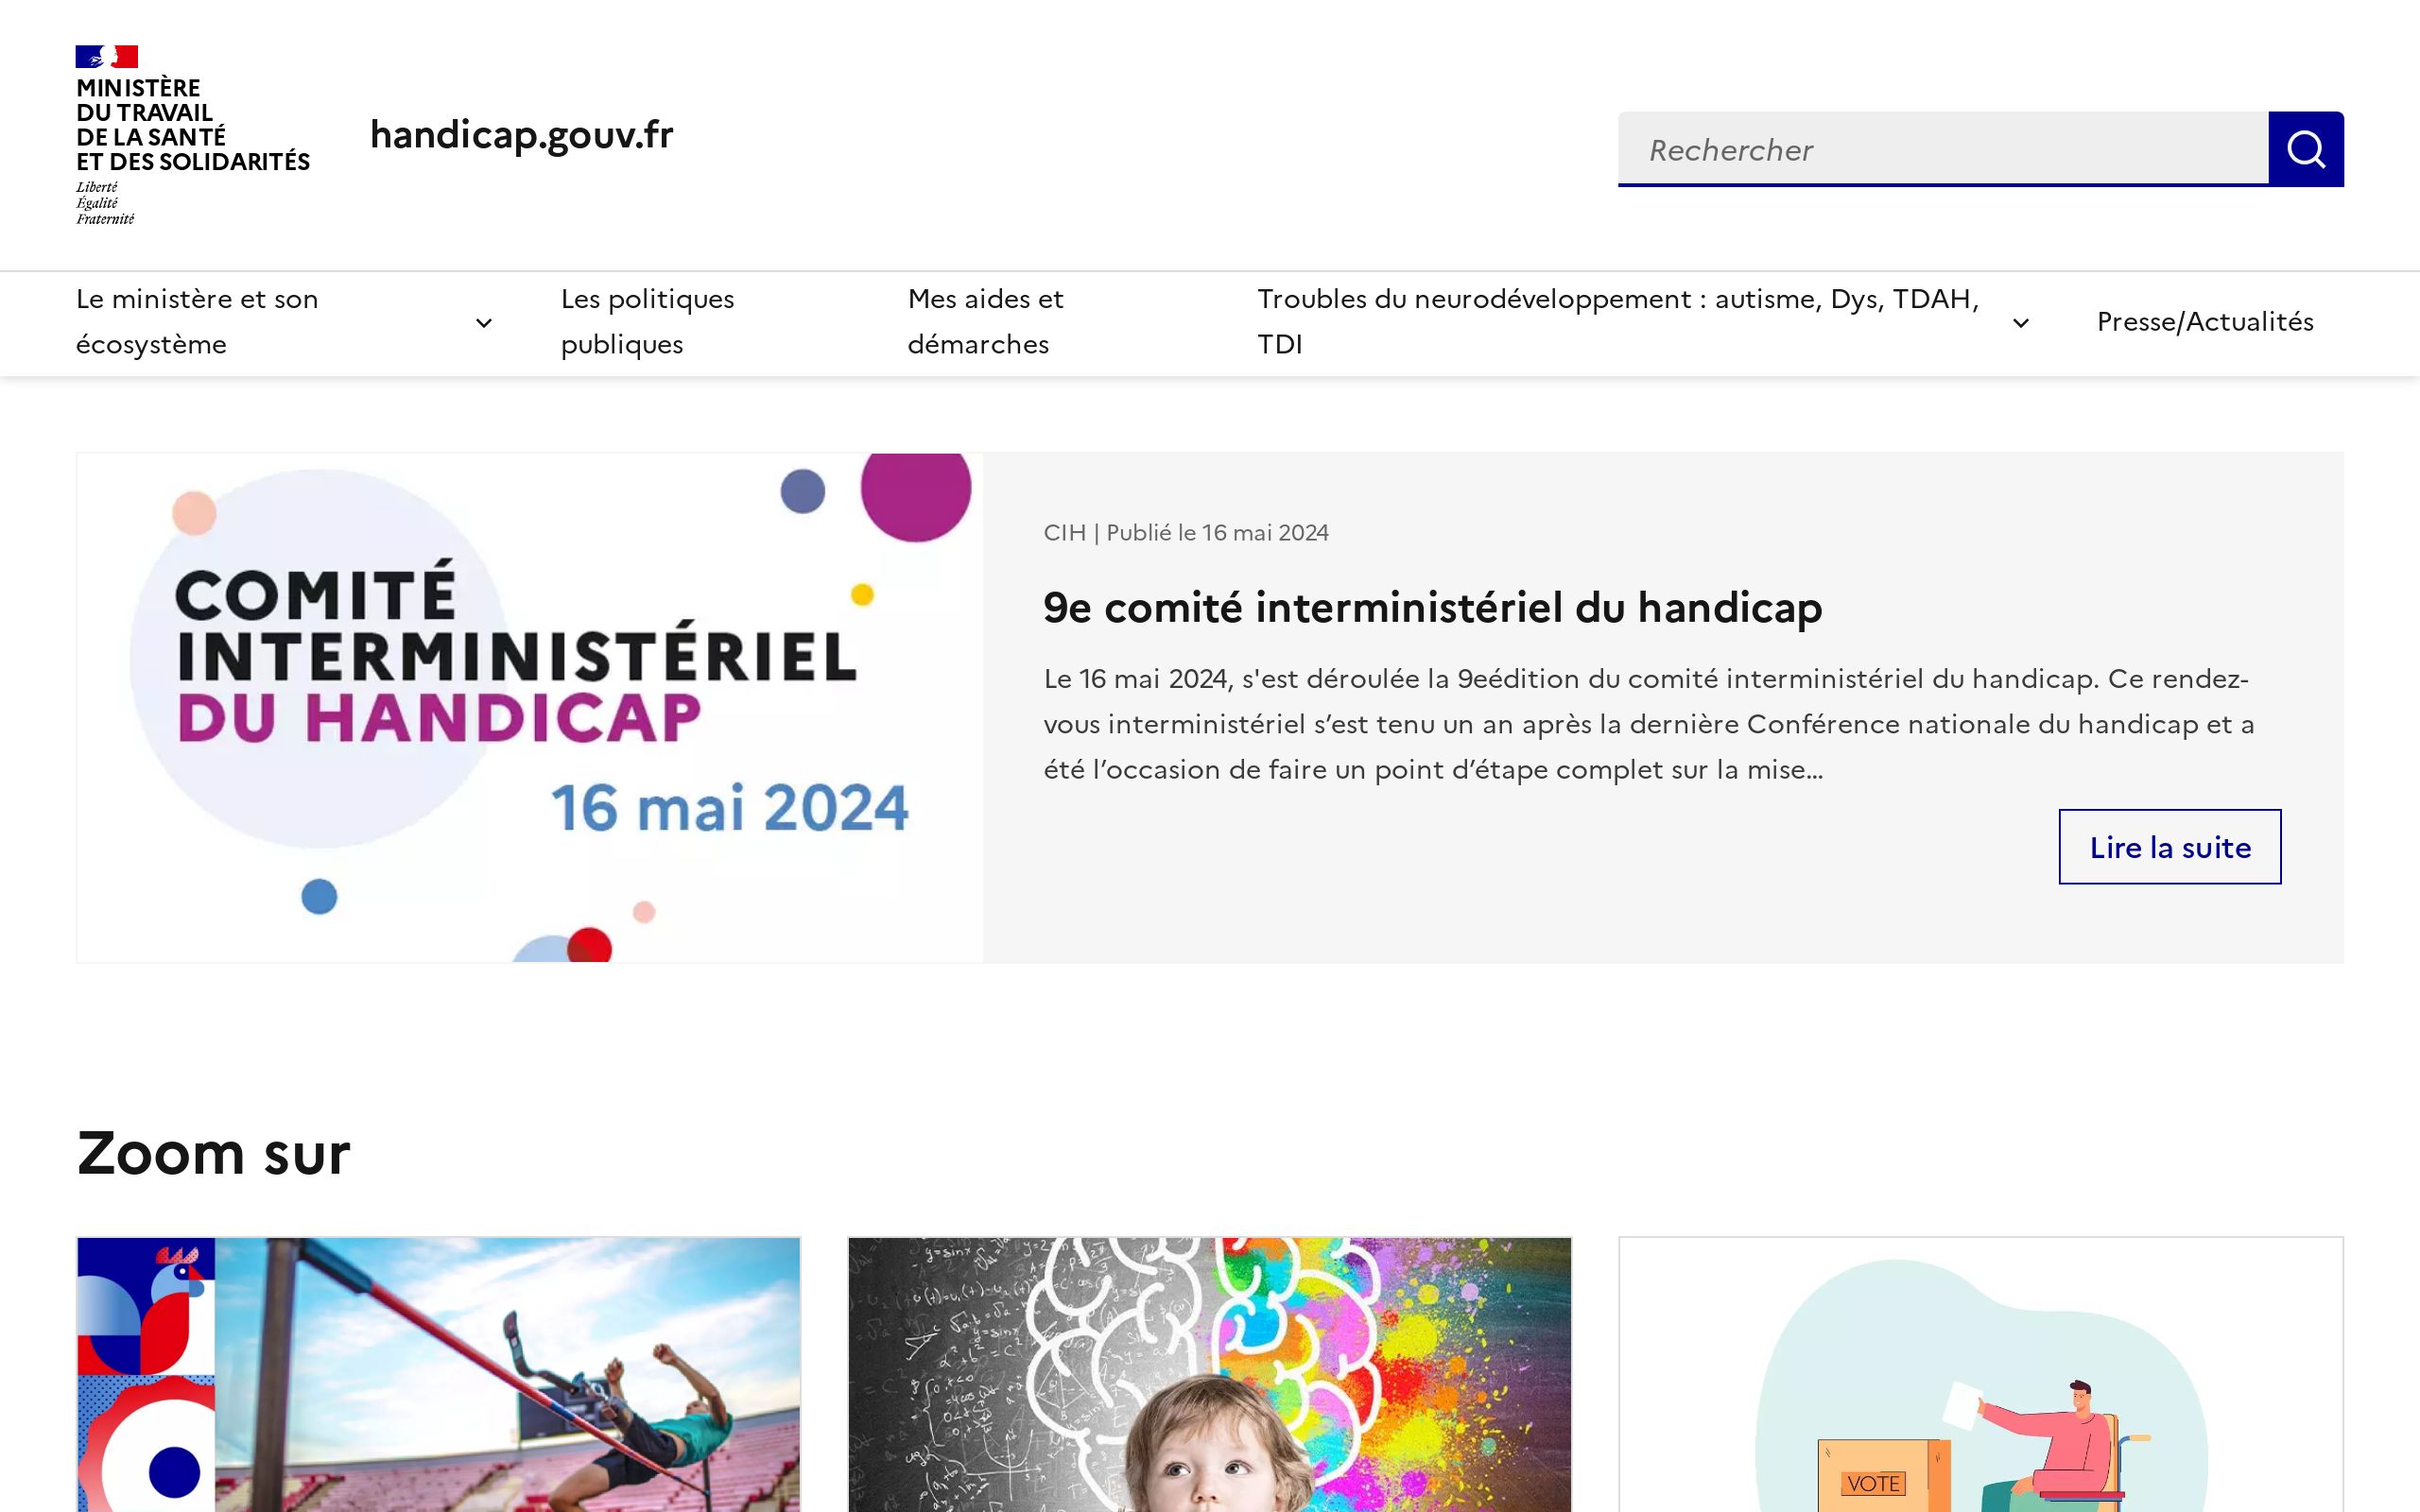 MINISTÈRE
DU TRAVAIL
DE LA SANTÉ
ET DES SOLIDARITÉS
Liberté
Égalité
Fraternité
handicap.gouv.fr
Rechercher
Le ministère et son
écosystème
Les politiques
publiques
Mes aides et
démarches
Troubles du neurodéveloppement : autisme, Dys, TDAH,
TDI
Presse/Actualités
COMITÉ
INTERMINISTÉRIEL
DU HANDICAP
16 mai 2024
CIH | Publié le 16 mai 2024
9e comité interministériel du handicap
Le 16 mai 2024, s'est déroulée la 9eédition du comité interministériel du handicap. Ce rendez-
vous interministériel s’est tenu un an après la dernière Conférence nationale du handicap et a
été l’occasion de faire un point d’étape complet sur la mise…
Lire la suite
Zoom sur
VOTE